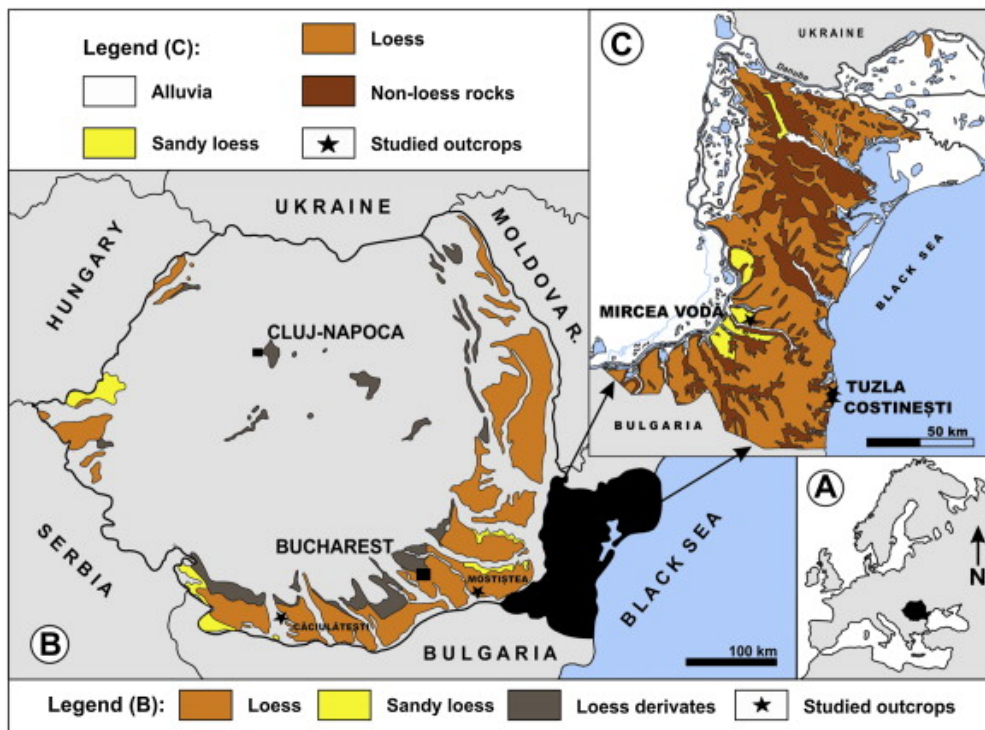 Legend (C):
Loess
Alluvia
Non-loess rocks
Sandy loess
Studied outcrops
C
UKRAINE
Danube
BLACK SEA
MIRCEA VODĂ
TUZLA
COSTINEȘTI
BULGARIA
50 km
UKRAINE
MOLDOVA R.
HUNGARY
CLUJ-NAPOCA
SERBIA
BUCHAREST
MOSTIȘTEA
CĂCIULĂTEȘTI
BLACK SEA
B
BULGARIA
100 km
A
N
Legend (B):
Loess
Sandy loess
Loess derivates
Studied outcrops